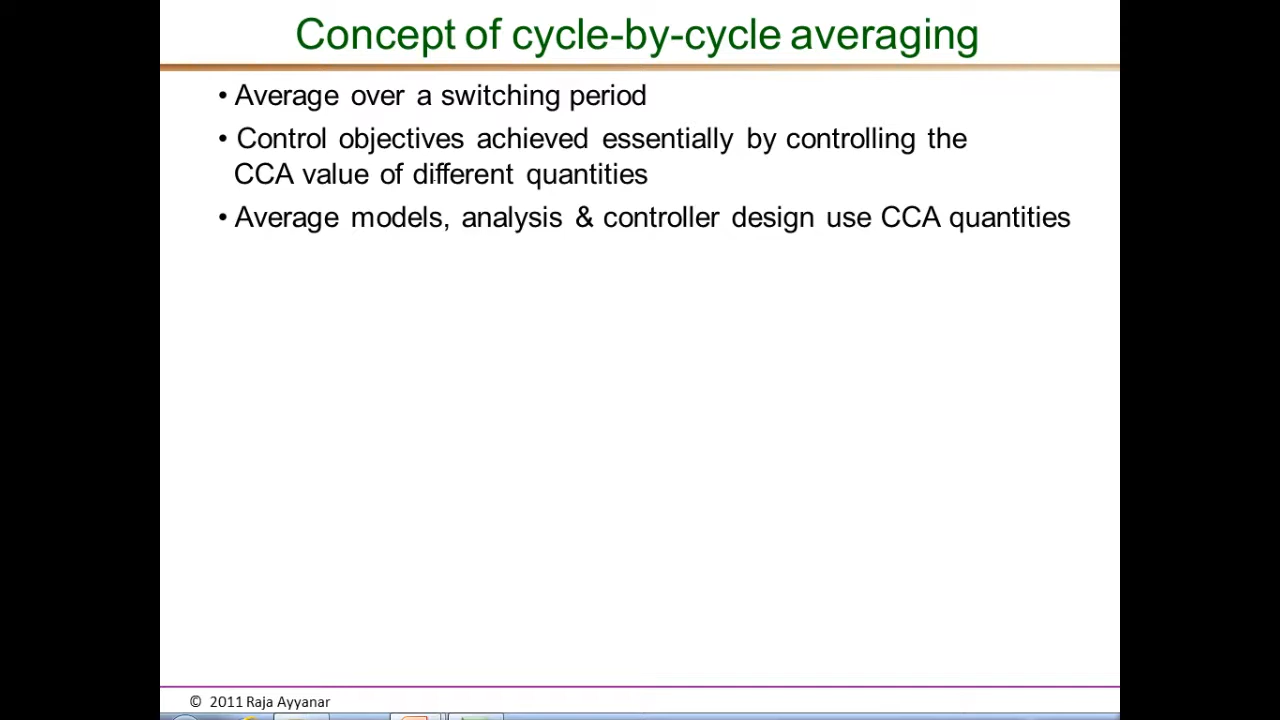 Concept of cycle-by-cycle averaging
• Average over a switching period
• Control objectives achieved essentially by controlling the
CCA value of different quantities
• Average models, analysis & controller design use CCA quantities
© 2011 Raja Ayyanar